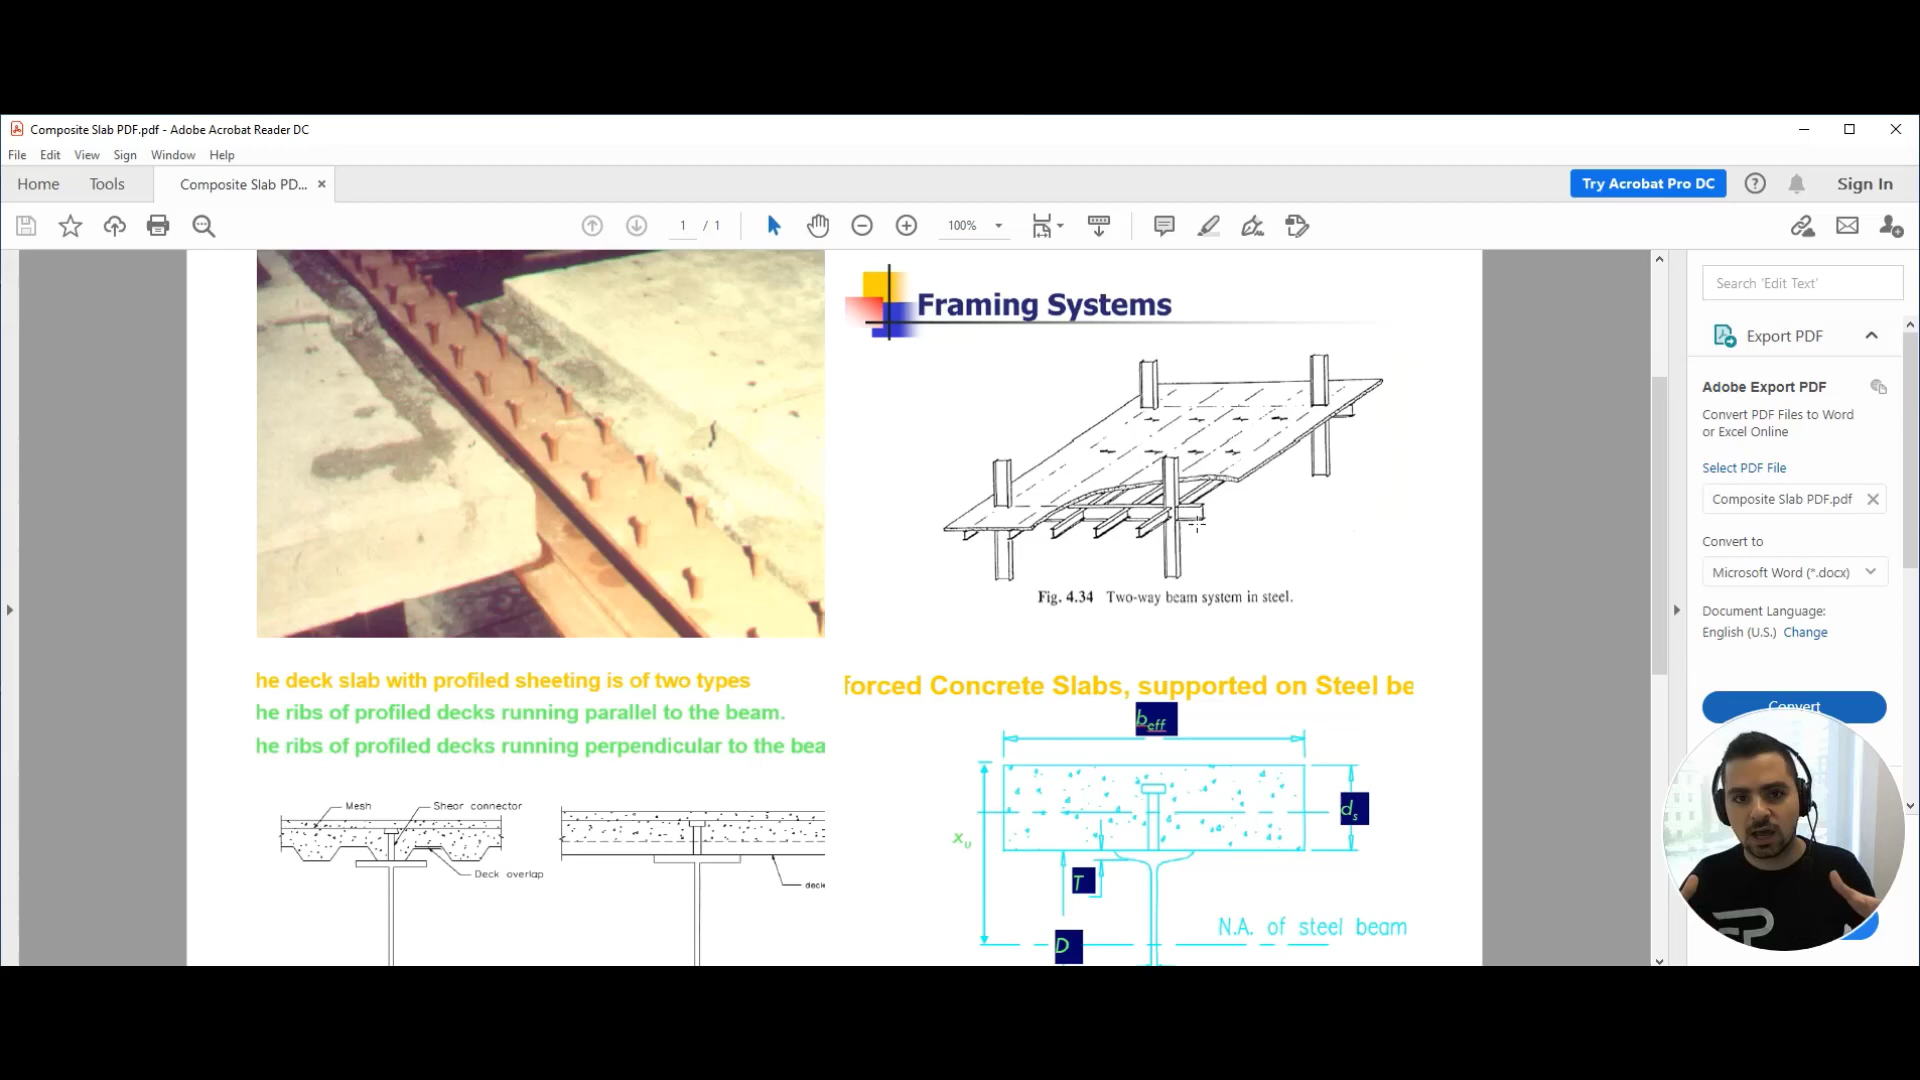 Composite Slab PDF.pdf - Adobe Acrobat Reader DC
File Edit View Sign Window Help
Home Tools Composite Slab PD... ×
Try Acrobat Pro DC
Sign In
1 / 1
100%
Framing Systems
Fig. 4.34 Two-way beam system in steel.
he deck slab with profiled sheeting is of two types
he ribs of profiled decks running parallel to the beam.
he ribs of profiled decks running perpendicular to the bea
Mesh
Shear connector
Deck overlap
deck
forced Concrete Slabs, supported on Steel be
beff
ds
xu
T
N.A. of steel beam
D
Search 'Edit Text'
Export PDF
Adobe Export PDF
Convert PDF Files to Word
or Excel Online
Select PDF File
Composite Slab PDF.pdf
Convert to
Microsoft Word (*.docx)
Document Language:
English (U.S.) Change
Convert